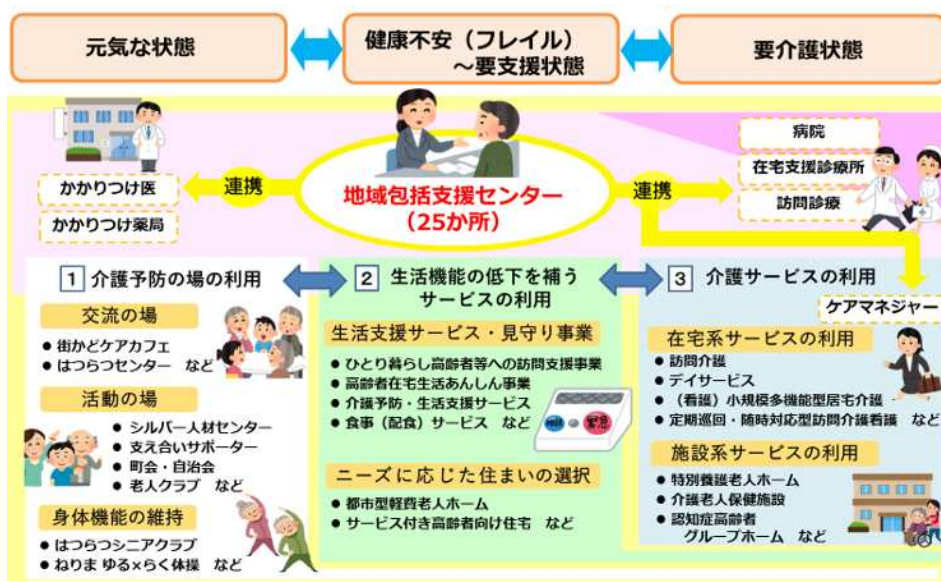 元気な状態
健康不安（フレイル）
～要支援状態
要介護状態
かかりつけ医
かかりつけ薬局
連携
地域包括支援センター
（25か所）
連携
病院
在宅支援診療所
訪問診療
1 介護予防の場の利用
交流の場
● 街かどケアカフェ
● はつらつセンター など
活動の場
● シルバー人材センター
● 支え合いサポーター
● 町会・自治会
● 老人クラブ など
身体機能の維持
● はつらつシニアクラブ
● ねりま ゆる×らく体操 など
2 生活機能の低下を補う
サービスの利用
生活支援サービス・見守り事業
● ひとり暮らし高齢者等への訪問支援事業
● 高齢者在宅生活あんしん事業
● 介護予防・生活支援サービス
● 食事（配食）サービス など
相談
緊急
ニーズに応じた住まいの選択
● 都市型軽費老人ホーム
● サービス付き高齢者向け住宅 など
3 介護サービスの利用
ケアマネジャー
在宅系サービスの利用
● 訪問介護
● デイサービス
● （看護）小規模多機能型居宅介護
● 定期巡回・随時対応型訪問介護看護 など
施設系サービスの利用
● 特別養護老人ホーム
● 介護老人保健施設
● 認知症高齢者
グループホーム など